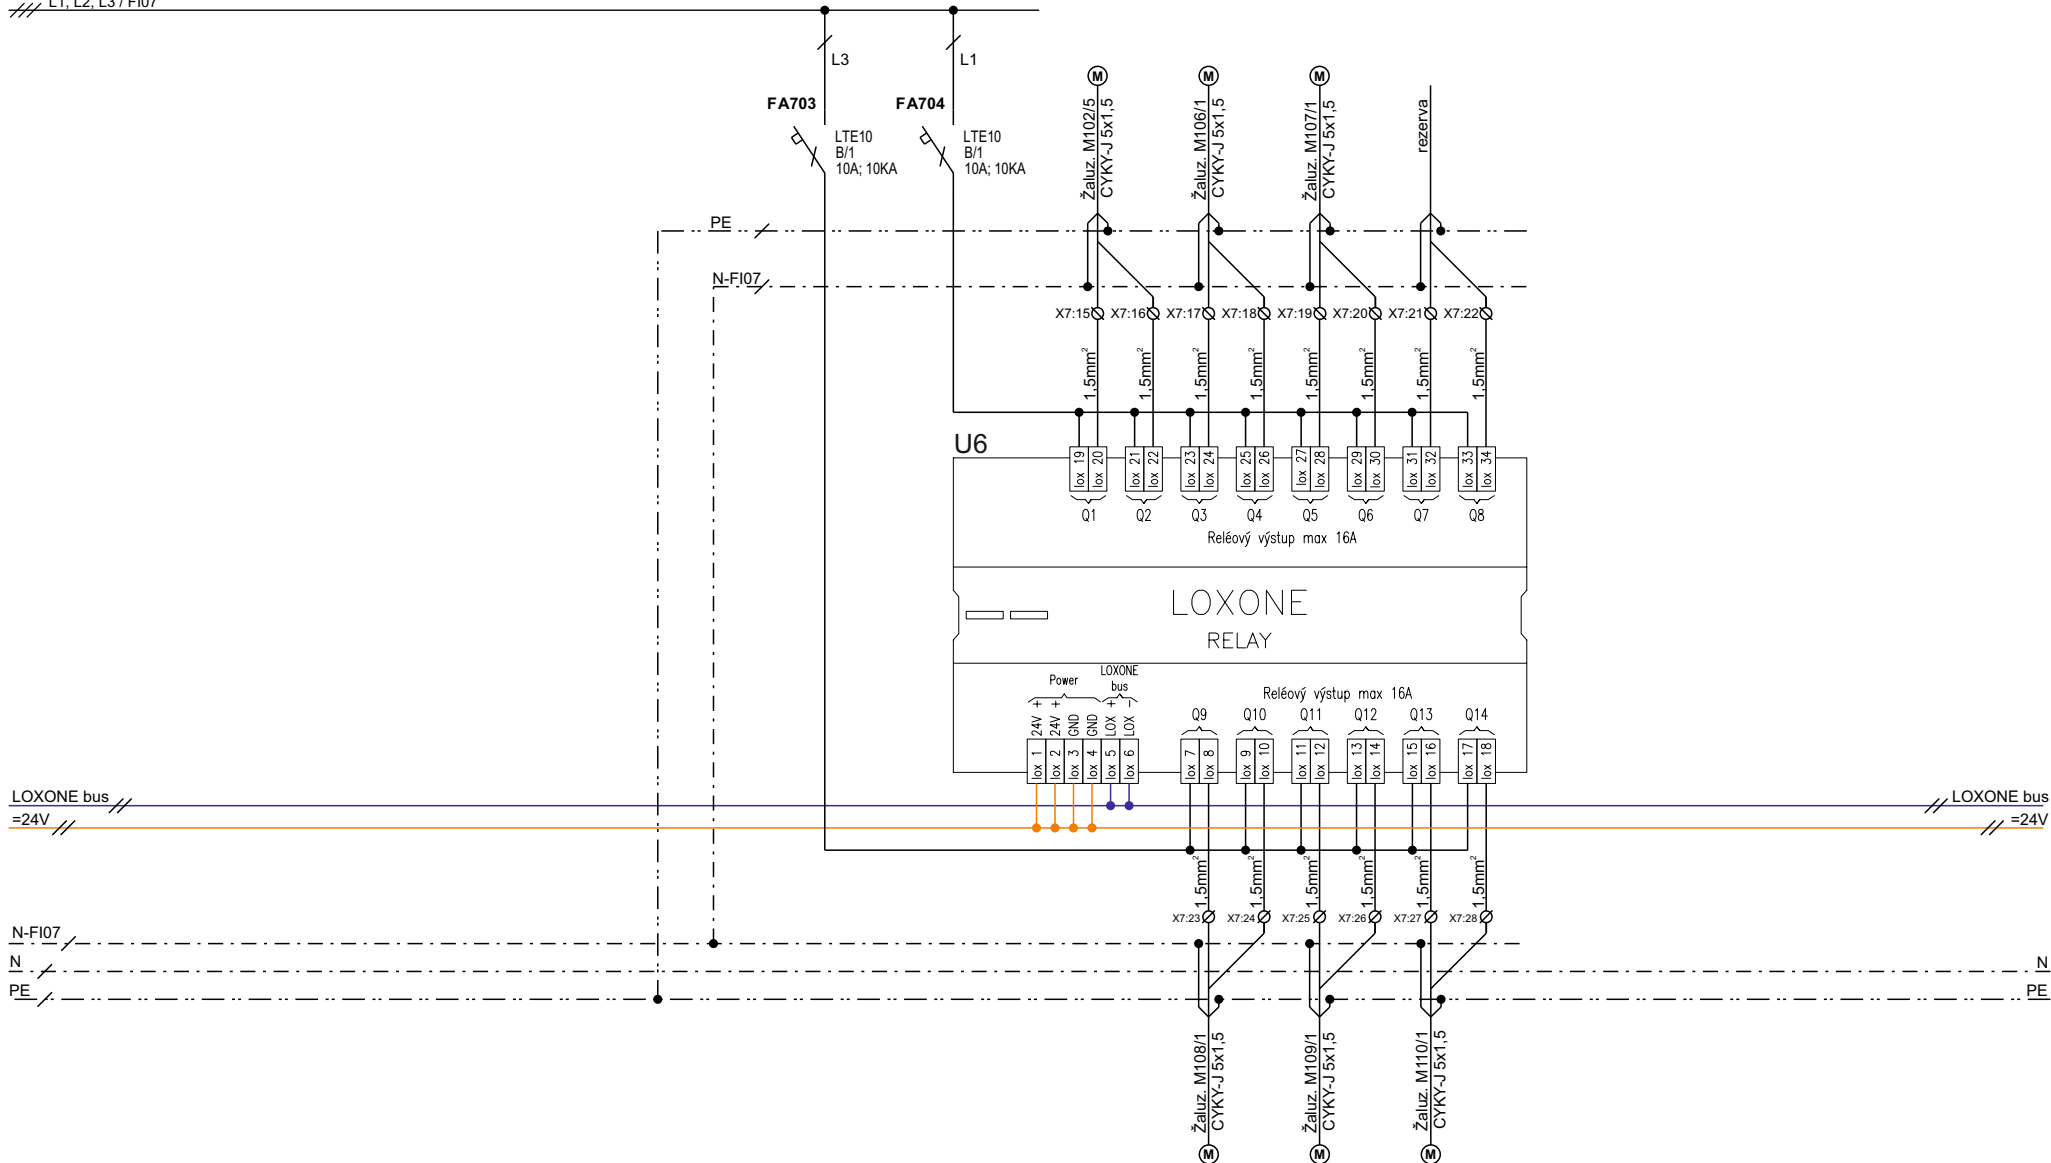 L1, L2, L3 / FI07
L3
L1
FA703
LTE10
B/1
10A; 10KA
FA704
LTE10
B/1
10A; 10KA
M
M
M
Žaluz. M102/5
CYKY-J 5x1,5
Žaluz. M106/1
CYKY-J 5x1,5
Žaluz. M107/1
CYKY-J 5x1,5
rezerva
PE
N-FI07
X7:15
X7:16
X7:17
X7:18
X7:19
X7:20
X7:21
X7:22
1,5mm²
1,5mm²
1,5mm²
1,5mm²
1,5mm²
1,5mm²
1,5mm²
1,5mm²
U6
lox 19
lox 20
lox 21
lox 22
lox 23
lox 24
lox 25
lox 26
lox 27
lox 28
lox 29
lox 30
lox 31
lox 32
lox 33
lox 34
Q1
Q2
Q3
Q4
Q5
Q6
Q7
Q8
Reléový výstup max 16A
LOXONE
RELAY
Power
LOXONE
bus
Reléový výstup max 16A
24V +
24V +
GND
GND
LOX +
LOX -
Q9
Q10
Q11
Q12
Q13
Q14
lox 1
lox 2
lox 3
lox 4
lox 5
lox 6
lox 7
lox 8
lox 9
lox 10
lox 11
lox 12
lox 13
lox 14
lox 15
lox 16
lox 17
lox 18
LOXONE bus
LOXONE bus
=24V
=24V
1,5mm²
1,5mm²
1,5mm²
1,5mm²
1,5mm²
1,5mm²
X7:23
X7:24
X7:25
X7:26
X7:27
X7:28
N-FI07
N
N
PE
PE
Žaluz. M108/1
CYKY-J 5x1,5
Žaluz. M109/1
CYKY-J 5x1,5
Žaluz. M110/1
CYKY-J 5x1,5
M
M
M